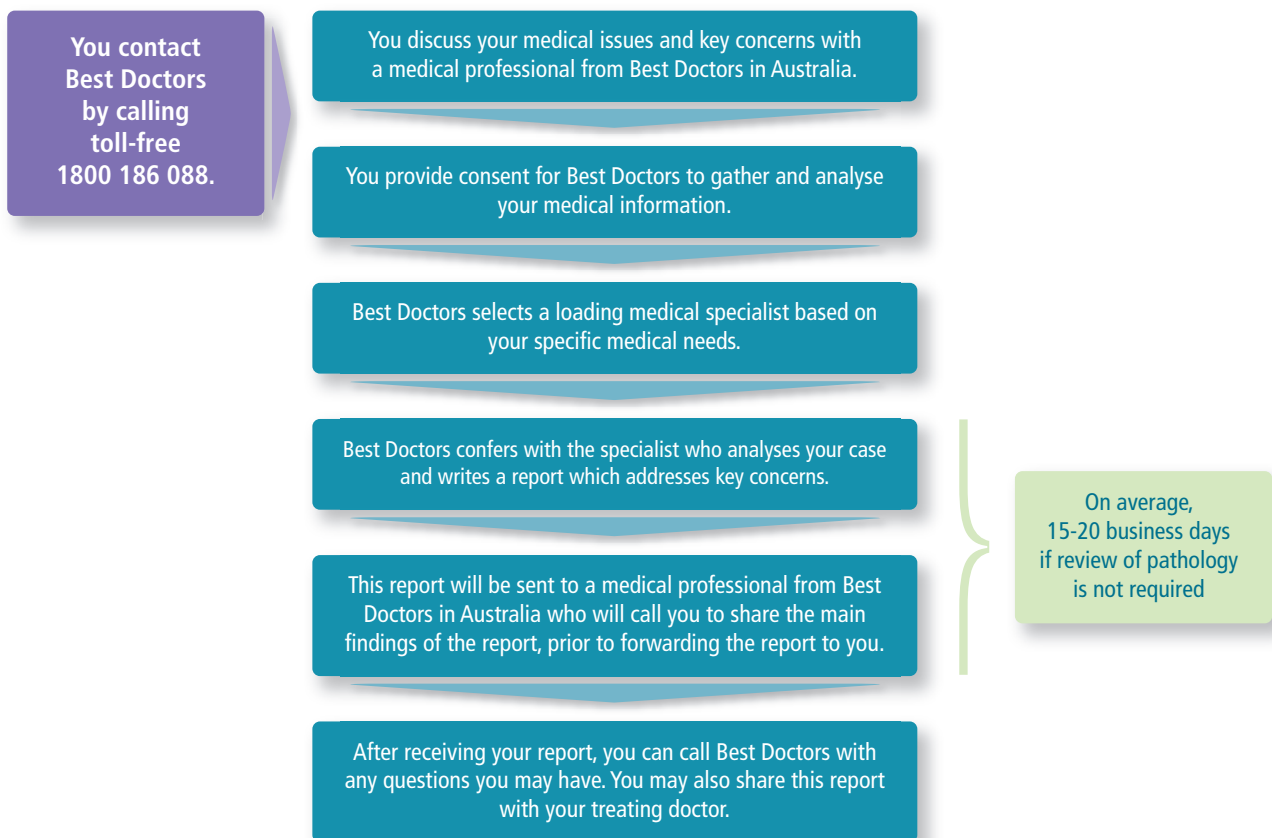 You contact
Best Doctors
by calling
toll-free
1800 186 088.
You discuss your medical issues and key concerns with
a medical professional from Best Doctors in Australia.
You provide consent for Best Doctors to gather and analyse
your medical information.
Best Doctors selects a loading medical specialist based on
your specific medical needs.
Best Doctors confers with the specialist who analyses your case
and writes a report which addresses key concerns.
This report will be sent to a medical professional from Best
Doctors in Australia who will call you to share the main
findings of the report, prior to forwarding the report to you.
On average,
15-20 business days
if review of pathology
is not required
After receiving your report, you can call Best Doctors with
any questions you may have. You may also share this report
with your treating doctor.